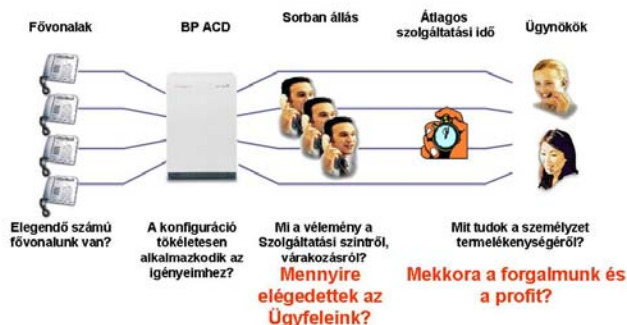 Fővonalak
BP ACD
Sorban állás
Átlagos
szolgáltatási idő
Ügynökök
Elegendő számú
fővonalunk van?
A konfiguráció
tökéletesen
alkalmazkodik az
igényeimhez?
Mi a vélemény a
Szolgáltatási szintről,
várakozásról?
Mennyire
elégedettek az
Ügyfeleink?
Mit tudok a személyzet
termelékenységéről?
Mekkora a forgalmunk és
a profit?